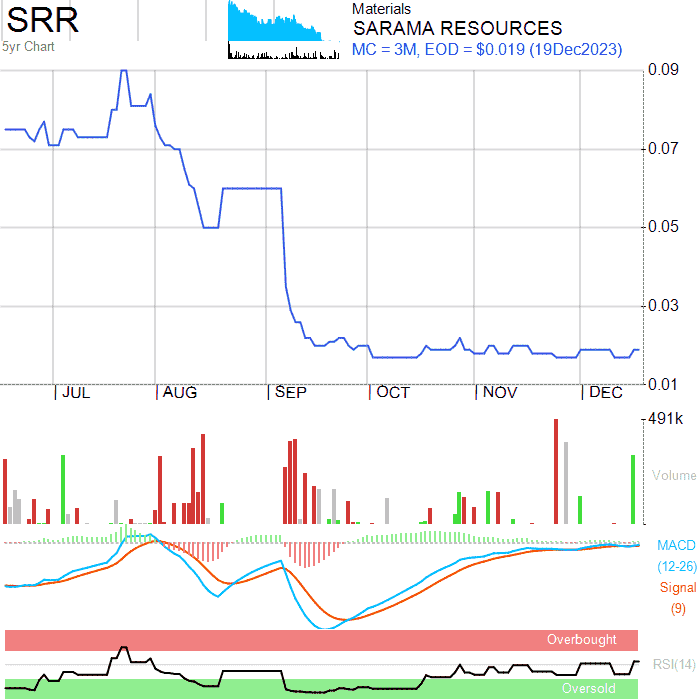 SRR
5yr Chart
Materials
SARAMA RESOURCES
MC = 3M, EOD = $0.019 (19Dec2023)
0.09
0.07
0.05
0.03
0.01
JUL AUG SEP OCT NOV DEC
491k
Volume
MACD
(12-26)
Signal
(9)
Overbought
RSI(14)
Oversold